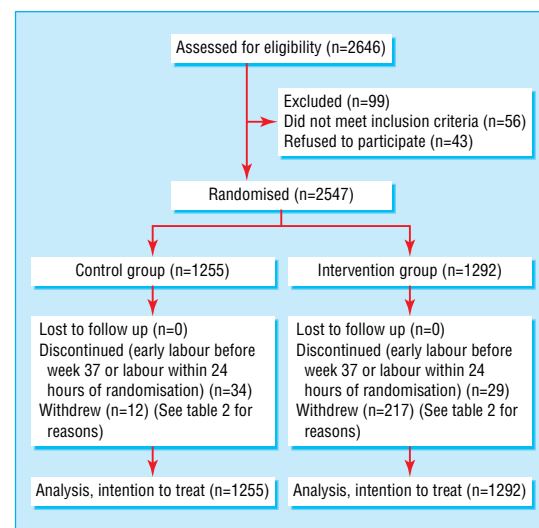 Assessed for eligibility (n=2646)
Excluded (n=99)
Did not meet inclusion criteria (n=56)
Refused to participate (n=43)
Randomised (n=2547)
Control group (n=1255)
Intervention group (n=1292)
Lost to follow up (n=0)
Discontinued (early labour before
week 37 or labour within 24
hours of randomisation) (n=34)
Withdrew (n=12) (See table 2 for
reasons)
Lost to follow up (n=0)
Discontinued (early labour before
week 37 or labour within 24
hours of randomisation) (n=29)
Withdrew (n=217) (See table 2 for
reasons)
Analysis, intention to treat (n=1255)
Analysis, intention to treat (n=1292)